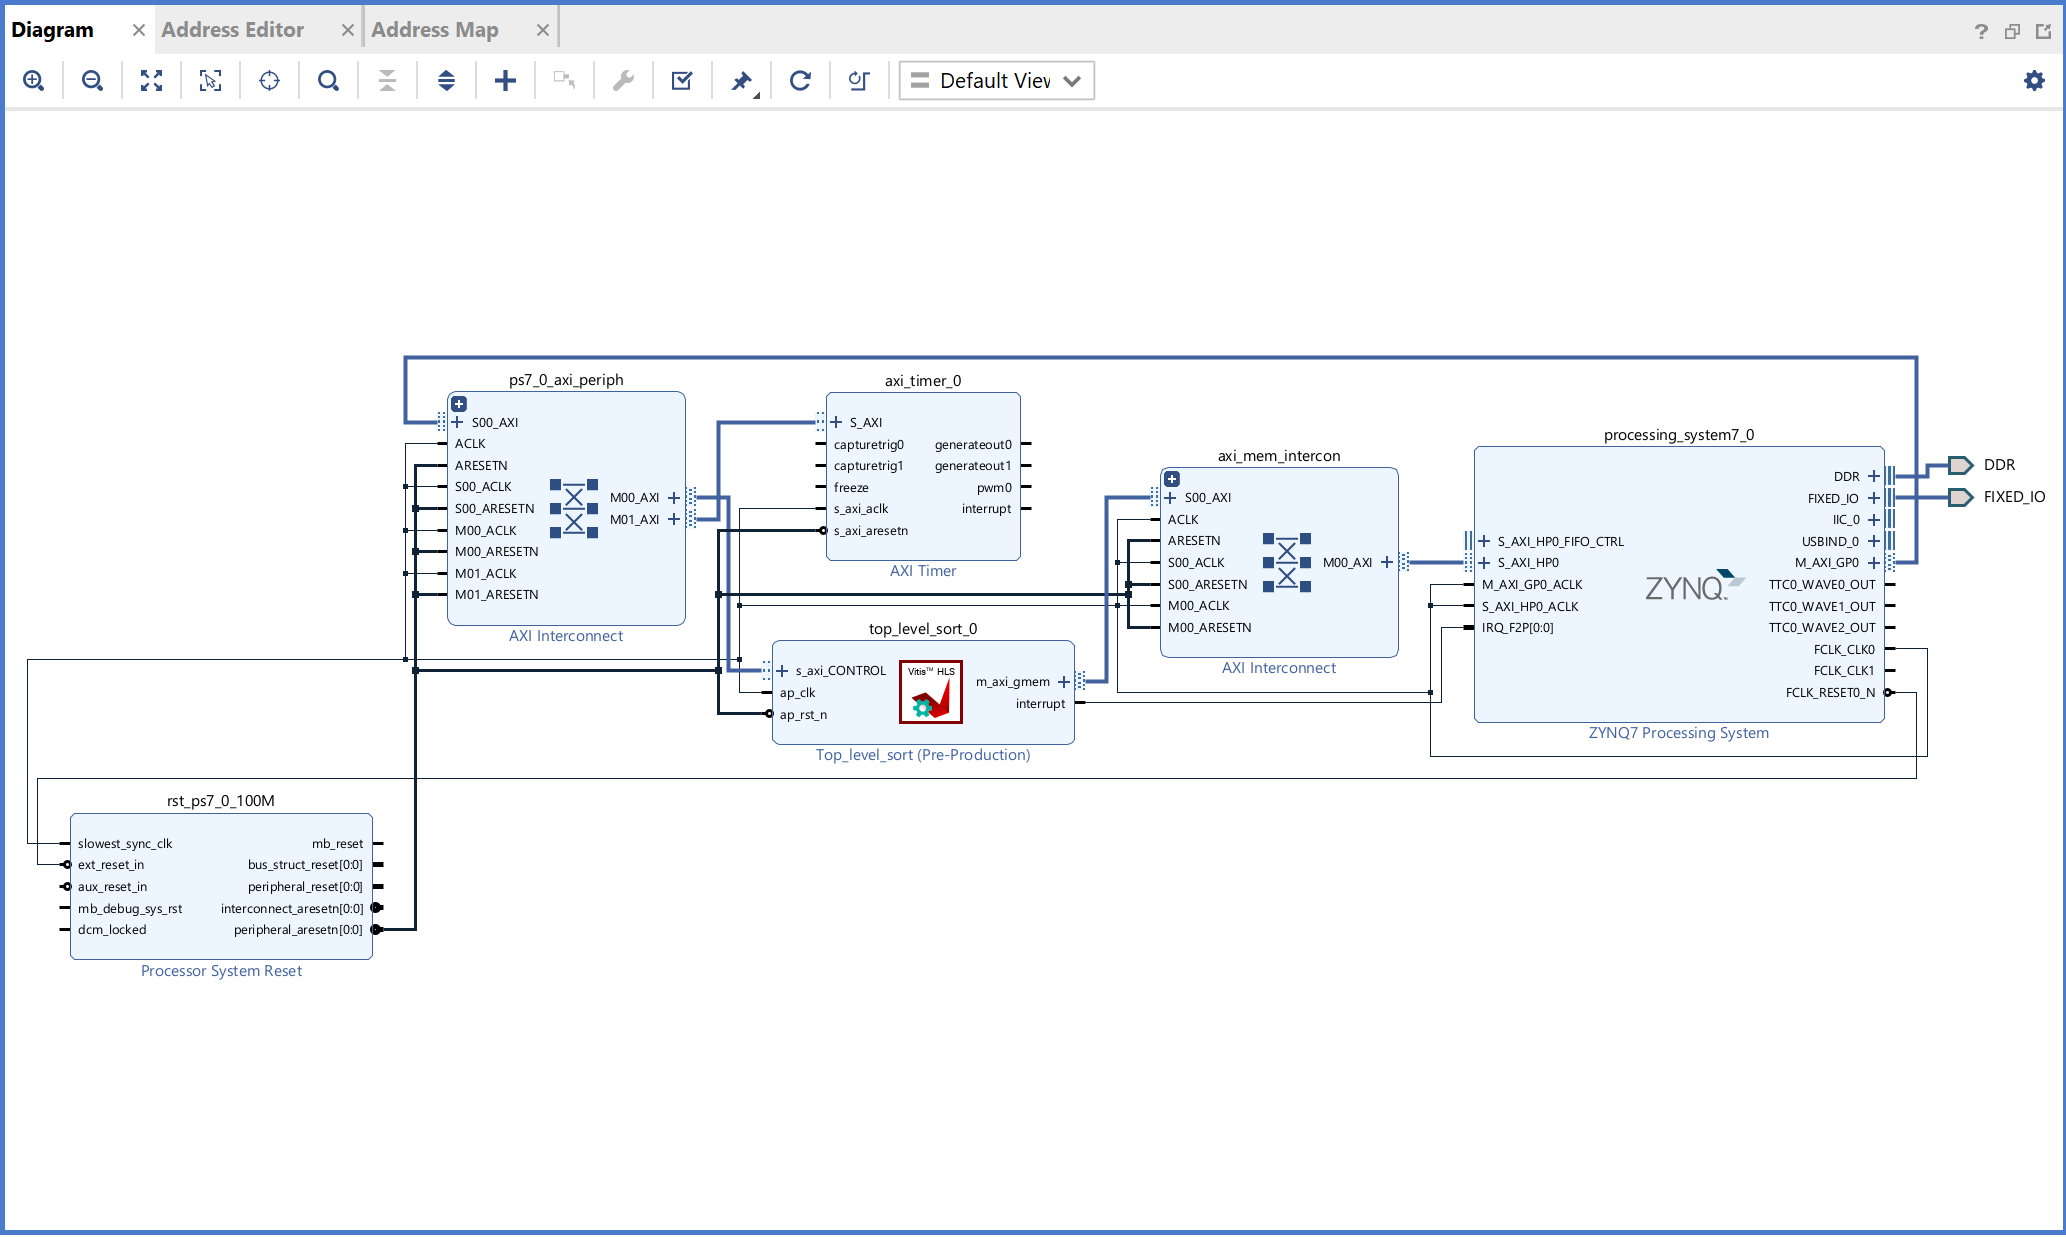 Diagram
Address Editor
Address Map
Default Viev
ps7_0_axi_periph
S00_AXI
ACLK
ARESETN
S00_ACLK
S00_ARESETN
M00_ACLK
M00_ARESETN
M01_ACLK
M01_ARESETN
M00_AXI
M01_AXI
AXI Interconnect
axi_timer_0
S_AXI
capturetrig0
capturetrig1
freeze
s_axi_aclk
s_axi_aresetn
generateout0
generateout1
pwm0
interrupt
AXI Timer
top_level_sort_0
s_axi_CONTROL
ap_clk
ap_rst_n
Vitis™ HLS
m_axi_gmem
interrupt
Top_level_sort (Pre-Production)
axi_mem_intercon
S00_AXI
ACLK
ARESETN
S00_ACLK
S00_ARESETN
M00_ACLK
M00_ARESETN
M00_AXI
AXI Interconnect
processing_system7_0
S_AXI_HP0_FIFO_CTRL
S_AXI_HP0
M_AXI_GP0_ACLK
S_AXI_HP0_ACLK
IRQ_F2P[0:0]
ZYNQ™
DDR
FIXED_IO
IIC_0
USBIND_0
M_AXI_GP0
TTC0_WAVE0_OUT
TTC0_WAVE1_OUT
TTC0_WAVE2_OUT
FCLK_CLK0
FCLK_CLK1
FCLK_RESET0_N
ZYNQ7 Processing System
DDR
FIXED_IO
rst_ps7_0_100M
slowest_sync_clk
ext_reset_in
aux_reset_in
mb_debug_sys_rst
dcm_locked
mb_reset
bus_struct_reset[0:0]
peripheral_reset[0:0]
interconnect_aresetn[0:0]
peripheral_aresetn[0:0]
Processor System Reset